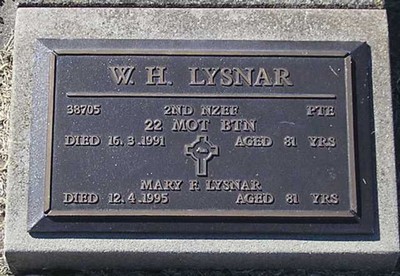 W. H. LYSNAR
38705 2ND NZEF PTE
22 MOT BTN
DIED 16.3.1991 AGED 81 YRS
MARY F. LYSNAR
DIED 12.4.1995 AGED 81 YRS